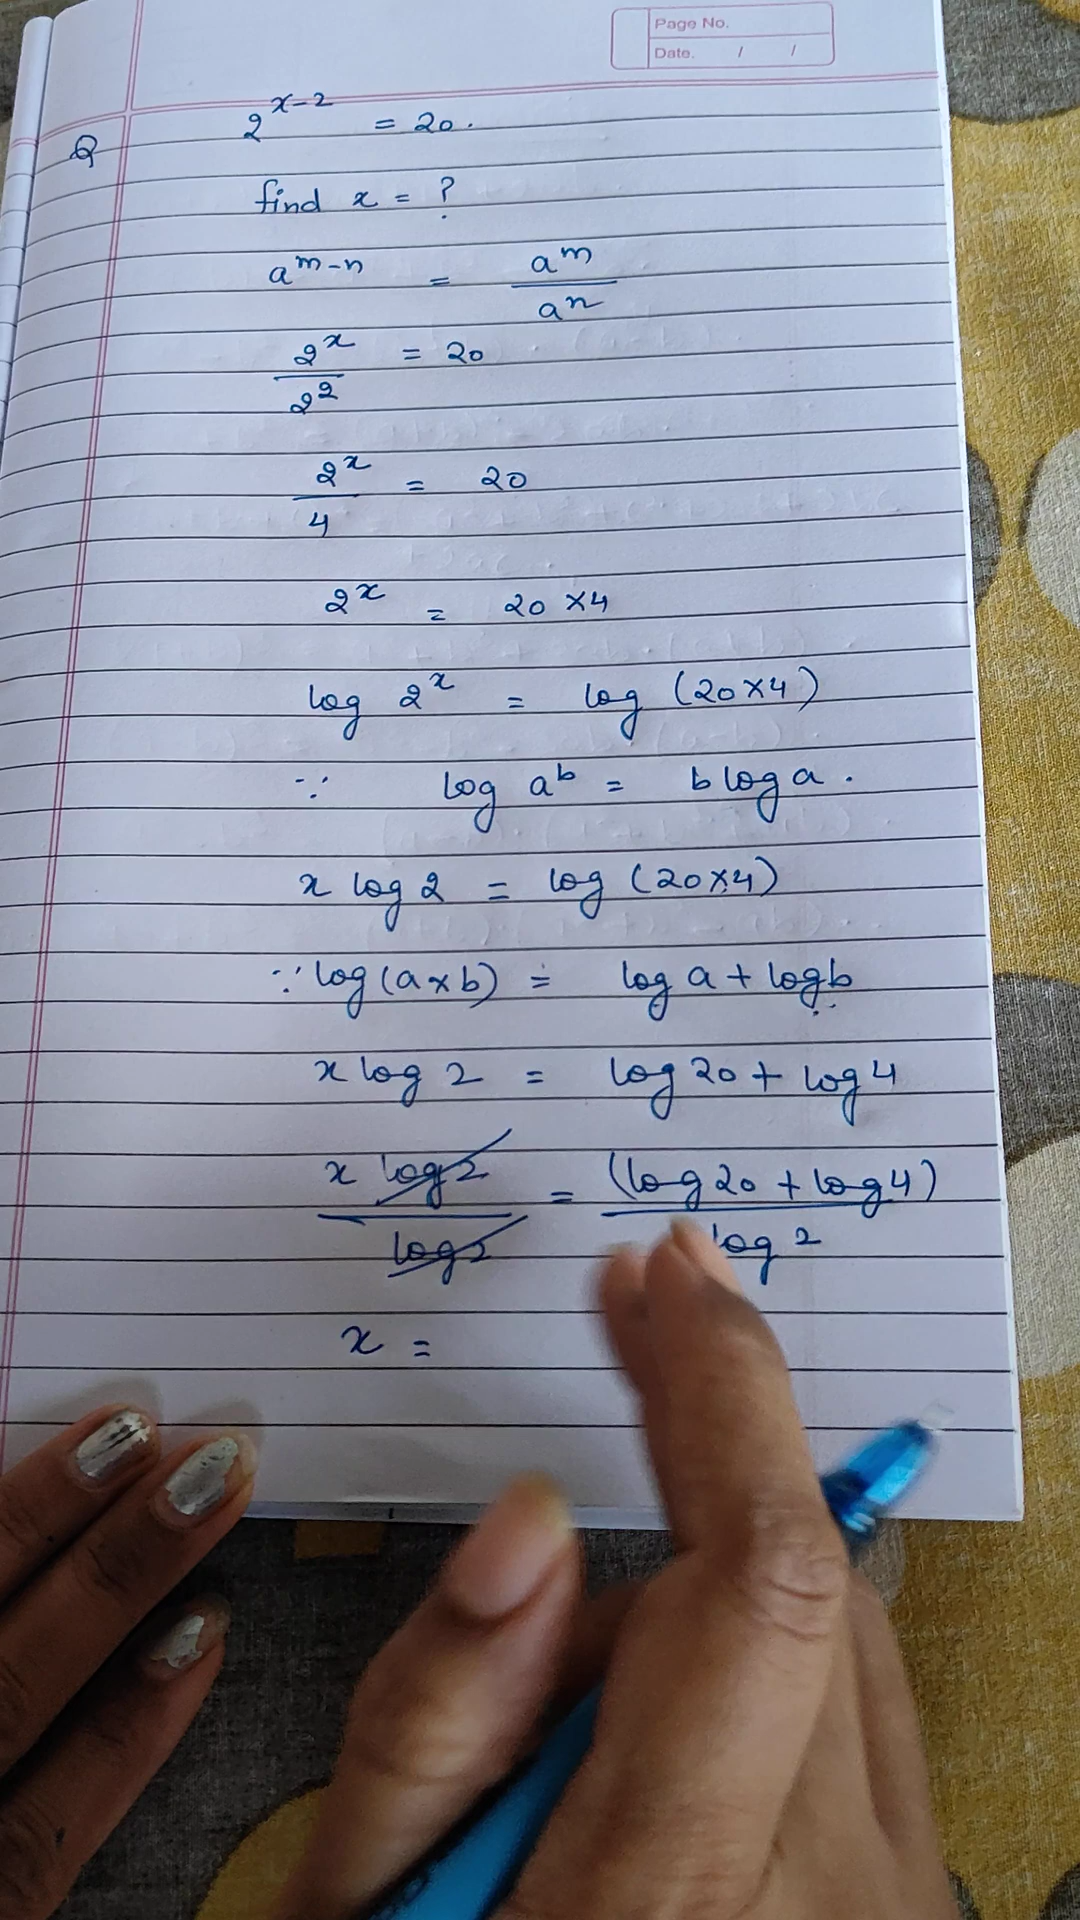 Page No.
Date. / /
Q 2^{x-2} = 20.
find x = ?
a^{m-n} = a^m / a^n
2^x / 2^2 = 20
2^x / 4 = 20
2^x = 20 × 4
log 2^x = log (20×4)
∵ log a^b = b log a.
x log 2 = log (20×4)
∵ log (a×b) = log a + log b
x log 2 = log 20 + log 4
x log 2 / log 2 = (log 20 + log 4) / log 2
x =